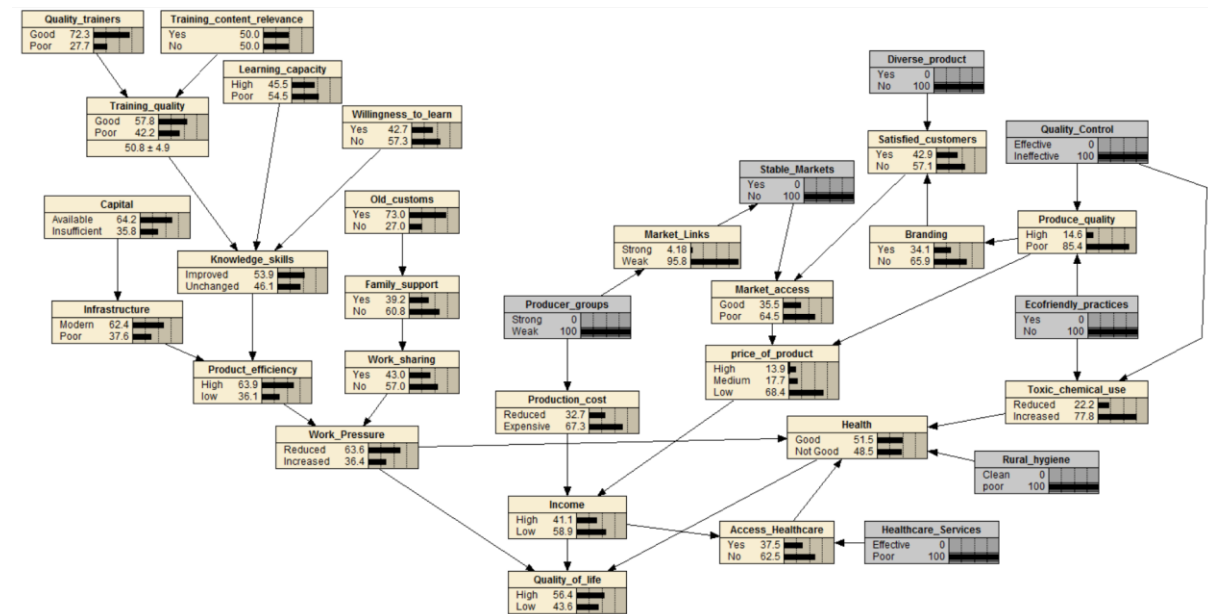 Quality_trainers
Good 72.3
Poor 27.7
Training_content_relevance
Yes 50.0
No 50.0
Learning_capacity
High 45.5
Poor 54.5
Training_quality
Good 57.8
Poor 42.2
50.8 ± 4.9
Willingness_to_learn
Yes 42.7
No 57.3
Diverse_product
Yes 0
No 100
Satisfied_customers
Yes 42.9
No 57.1
Quality_Control
Effective 0
Ineffective 100
Stable_Markets
Yes 0
No 100
Capital
Available 64.2
Insufficient 35.8
Old_customs
Yes 73.0
No 27.0
Market_Links
Strong 4.18
Weak 95.8
Branding
Yes 34.1
No 65.9
Produce_quality
High 14.6
Poor 85.4
Knowledge_skills
Improved 53.9
Unchanged 46.1
Family_support
Yes 39.2
No 60.8
Market_access
Good 35.5
Poor 64.5
Infrastructure
Modern 62.4
Poor 37.6
Producer_groups
Strong 0
Weak 100
Ecofriendly_practices
Yes 0
No 100
Product_efficiency
High 63.9
low 36.1
Work_sharing
Yes 43.0
No 57.0
price_of_product
High 13.9
Medium 17.7
Low 68.4
Production_cost
Reduced 32.7
Expensive 67.3
Toxic_chemical_use
Reduced 22.2
Increased 77.8
Work_Pressure
Reduced 63.6
Increased 36.4
Health
Good 51.5
Not Good 48.5
Rural_hygiene
Clean 0
poor 100
Income
High 41.1
Low 58.9
Access_Healthcare
Yes 37.5
No 62.5
Healthcare_Services
Effective 0
Poor 100
Quality_of_life
High 56.4
Low 43.6